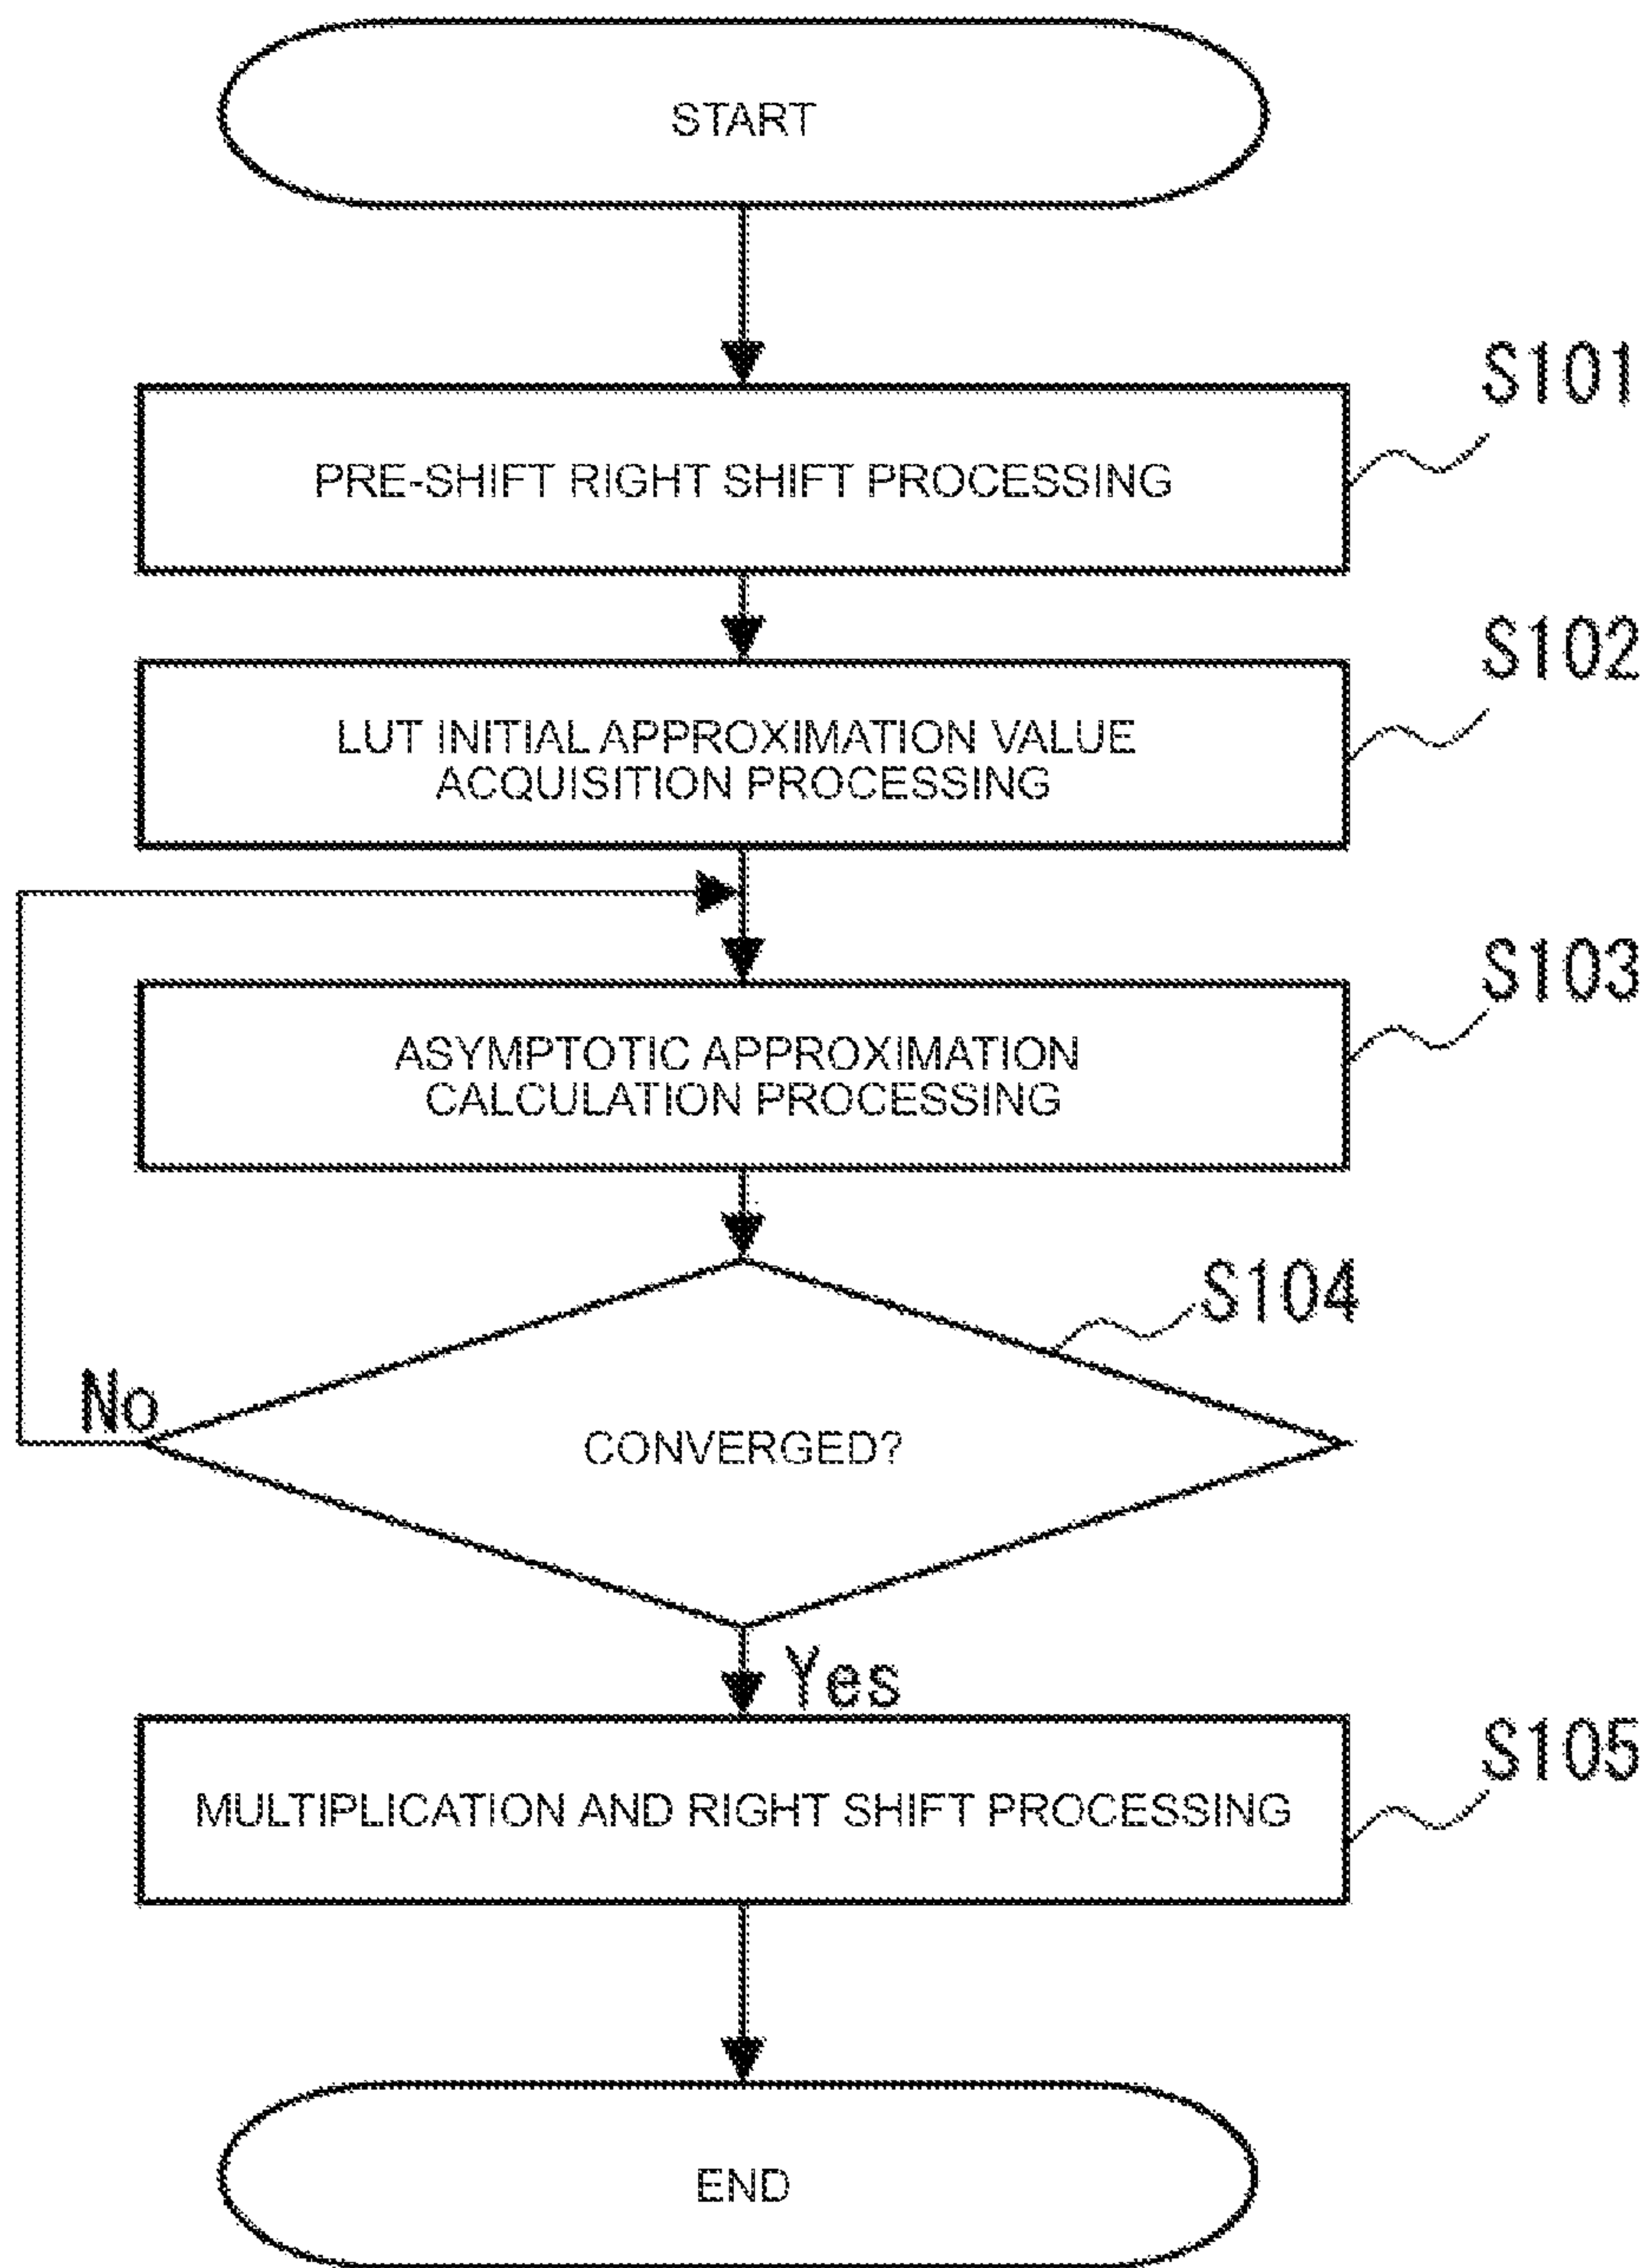 START
S101
PRE-SHIFT RIGHT SHIFT PROCESSING
S102
LUT INITIAL APPROXIMATION VALUE
ACQUISITION PROCESSING
S103
ASYMPTOTIC APPROXIMATION
CALCULATION PROCESSING
S104
No
CONVERGED?
Yes
S105
MULTIPLICATION AND RIGHT SHIFT PROCESSING
END